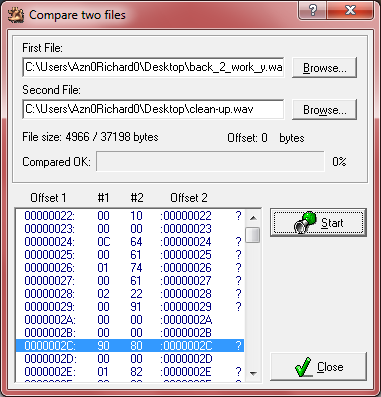 Compare two files
First File:
C:\Users\Azn0Richard0\Desktop\back_2_work_y.wa
Browse...
Second File:
C:\Users\Azn0Richard0\Desktop\clean-up.wav
Browse...
File size: 4966 / 37198 bytes Offset: 0 bytes
Compared OK: 0%
Offset 1 #1 #2 Offset 2
00000022: 00 10 :00000022 ?
00000023: 00 00 :00000023
00000024: 0C 64 :00000024 ?
00000025: 00 61 :00000025 ?
00000026: 01 74 :00000026 ?
00000027: 00 61 :00000027 ?
00000028: 02 22 :00000028 ?
00000029: 00 91 :00000029 ?
0000002A: 00 00 :0000002A
0000002B: 00 00 :0000002B
0000002C: 90 80 :0000002C ?
0000002D: 00 00 :0000002D
0000002E: 01 82 :0000002E ?
Start
Close